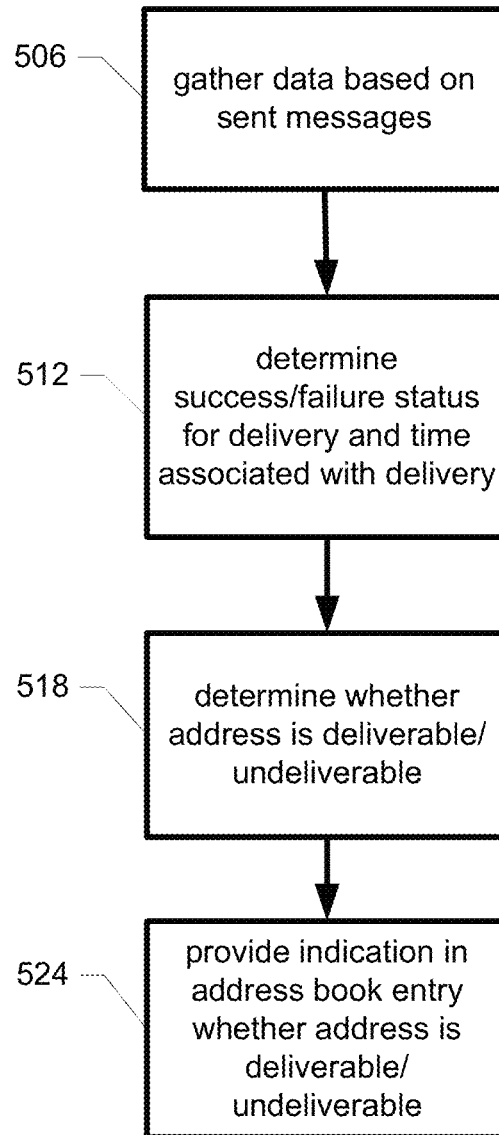 506
gather data based on
sent messages
512
determine
success/failure status
for delivery and time
associated with delivery
518
determine whether
address is deliverable/
undeliverable
524
provide indication in
address book entry
whether address is
deliverable/
undeliverable